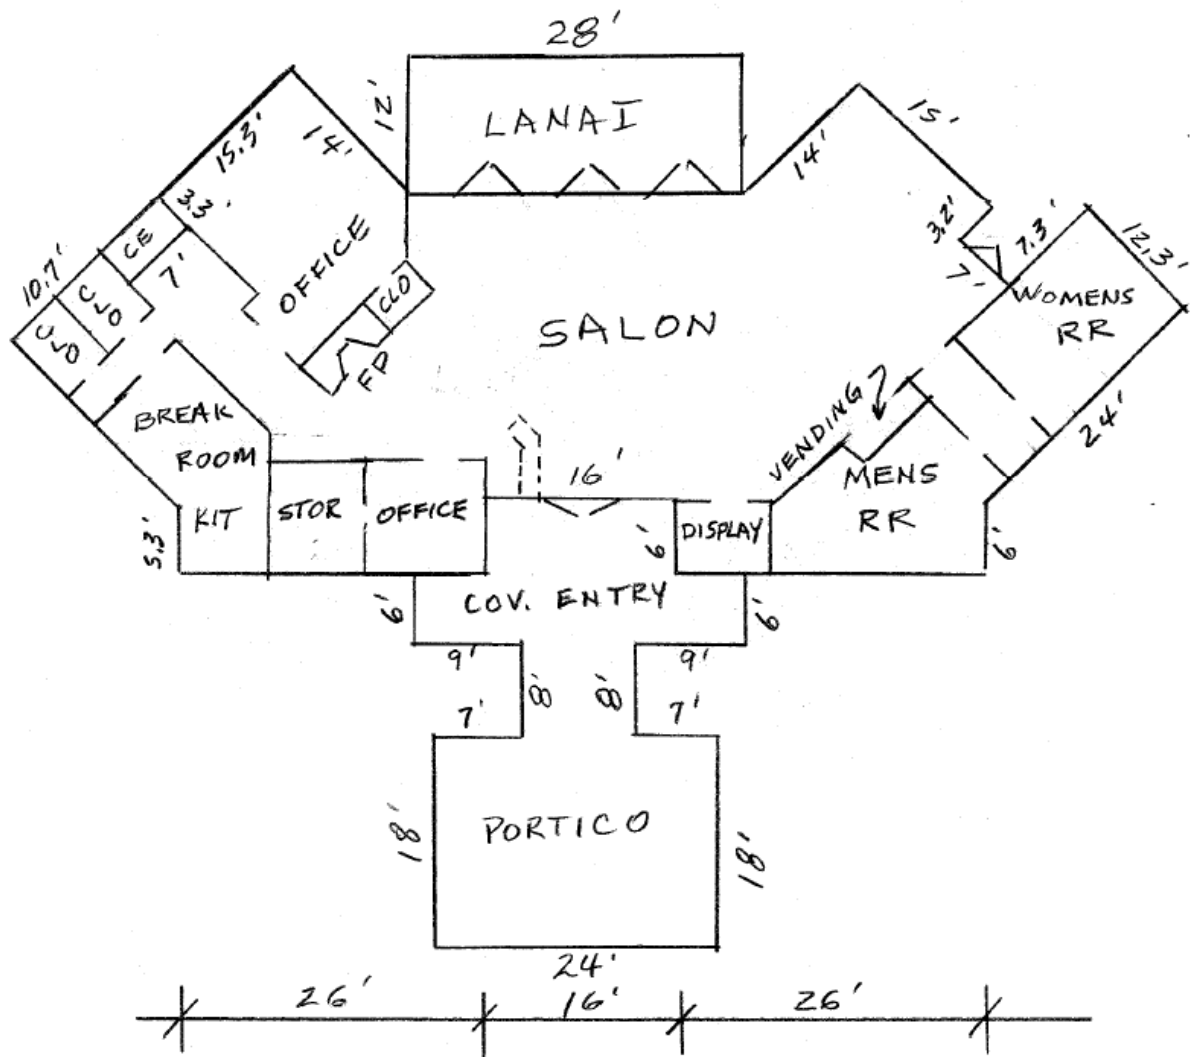 28'
12'
LANAI
15.3'
14'
14'
15'
3.3'
CE
7'
10.7'
OFFICE
CLO
FP
SALON
3.2'
7.3'
7'
12.3'
WOMENS
RR
24'
BREAK
ROOM
KIT
STOR
OFFICE
16'
VENDING
MENS
RR
DISPLAY
5.3'
6'
6'
6'
COV. ENTRY
6'
9'
9'
8'
8'
7'
7'
18'
PORTICO
18'
24'
26'
16'
26'